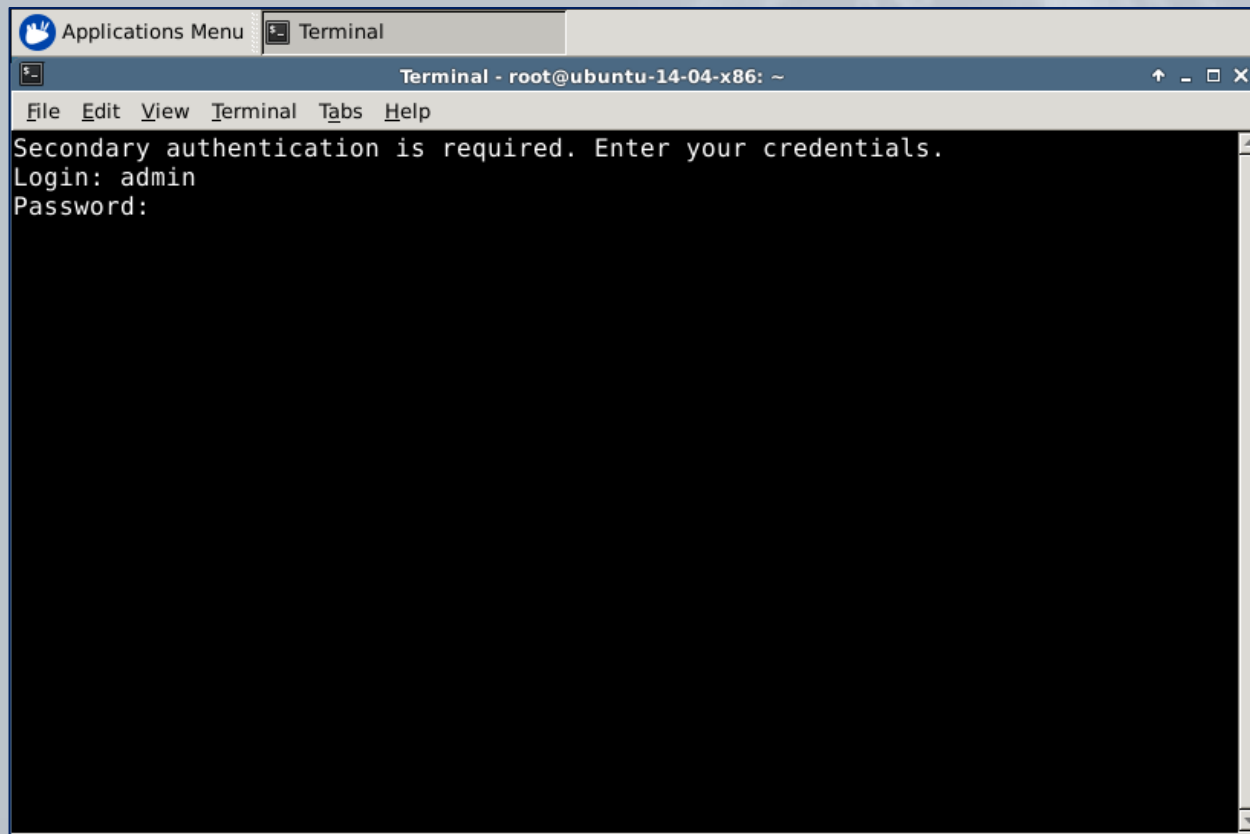 Applications Menu Terminal
Terminal - root@ubuntu-14-04-x86: ~
File Edit View Terminal Tabs Help
Secondary authentication is required. Enter your credentials.
Login: admin
Password: